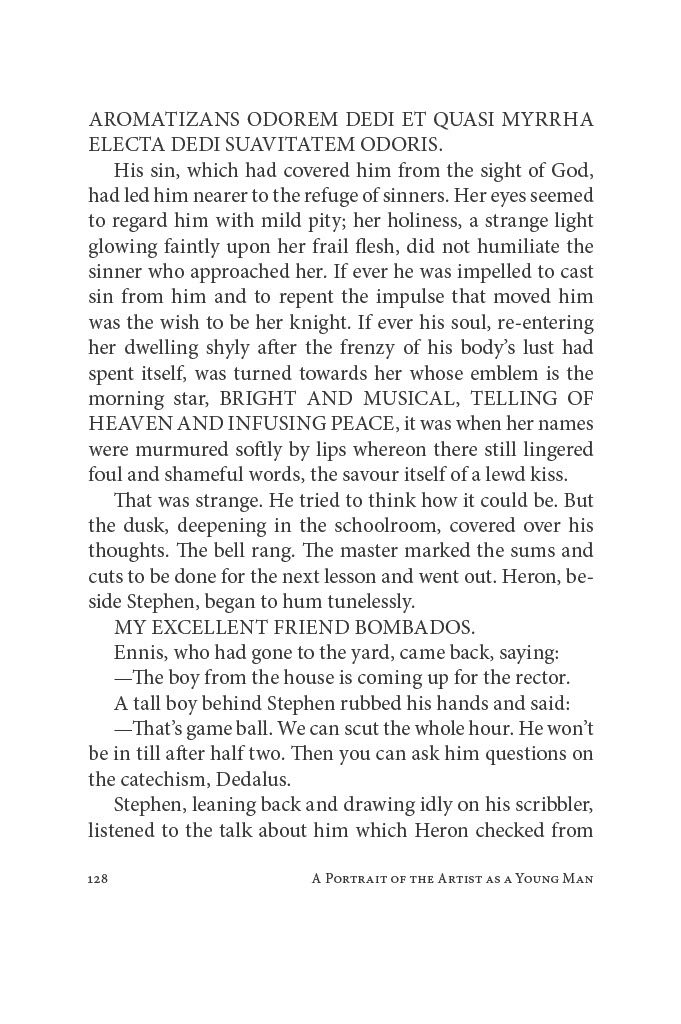 AROMATIZANS ODOREM DEDI ET QUASI MYRRHA
ELECTA DEDI SUAVITATEM ODORIS.
His sin, which had covered him from the sight of God,
had led him nearer to the refuge of sinners. Her eyes seemed
to regard him with mild pity; her holiness, a strange light
glowing faintly upon her frail flesh, did not humiliate the
sinner who approached her. If ever he was impelled to cast
sin from him and to repent the impulse that moved him
was the wish to be her knight. If ever his soul, re-entering
her dwelling shyly after the frenzy of his body’s lust had
spent itself, was turned towards her whose emblem is the
morning star, BRIGHT AND MUSICAL, TELLING OF
HEAVEN AND INFUSING PEACE, it was when her names
were murmured softly by lips whereon there still lingered
foul and shameful words, the savour itself of a lewd kiss.
That was strange. He tried to think how it could be. But
the dusk, deepening in the schoolroom, covered over his
thoughts. The bell rang. The master marked the sums and
cuts to be done for the next lesson and went out. Heron, be-
side Stephen, began to hum tunelessly.
MY EXCELLENT FRIEND BOMBADOS.
Ennis, who had gone to the yard, came back, saying:
—The boy from the house is coming up for the rector.
A tall boy behind Stephen rubbed his hands and said:
—That’s game ball. We can scut the whole hour. He won’t
be in till after half two. Then you can ask him questions on
the catechism, Dedalus.
Stephen, leaning back and drawing idly on his scribbler,
listened to the talk about him which Heron checked from
128 A Portrait of the Artist as a Young Man